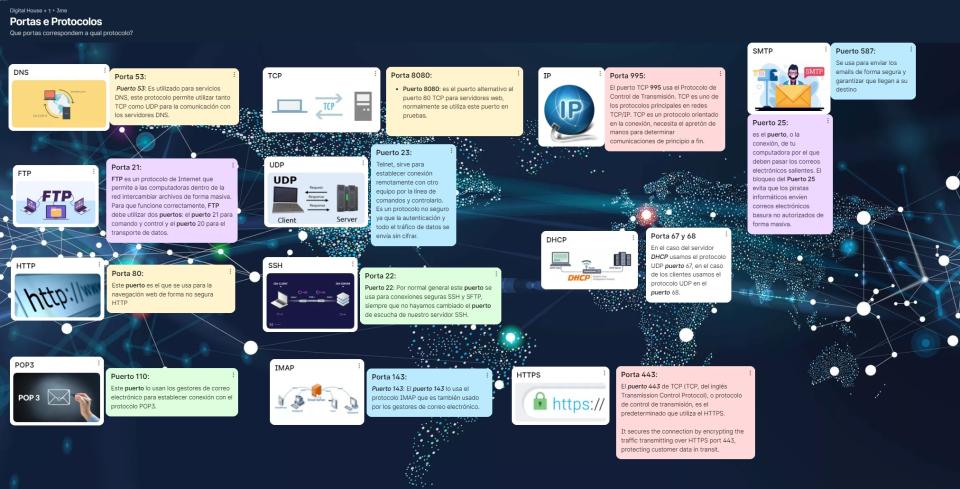 Digital House + 1 • 3me
Portas e Protocolos
Que portas correspondem a qual protocolo?
DNS
Porta 53:
Puerto 53: Es utilizado para servicios
DNS, este protocolo permite utilizar tanto
TCP como UDP para la comunicación con
los servidores DNS.
TCP
TCP
Porta 8080:
• Puerto 8080: es el puerto alternativo al
puerto 80 TCP para servidores web,
normalmente se utiliza este puerto en
pruebas.
IP
IP
Porta 995:
El puerto TCP 995 usa el Protocolo de
Control de Transmisión. TCP es uno de
los protocolos principales en redes
TCP/IP. TCP es un protocolo orientado
en la conexión, necesita el apretón de
manos para determinar
comunicaciones de principio a fin.
SMTP
SMTP
Puerto 587:
Se usa para enviar los
emails de forma segura y
garantizar que llegan a su
destino
Puerto 25:
es el puerto, o la
conexión, de tu
computadora por el que
deben pasar los correos
electrónicos salientes. El
bloqueo del Puerto 25
evita que los piratas
informáticos envíen
correos electrónicos
basura no autorizados de
forma masiva.
FTP
FTP
Porta 21:
FTP es un protocolo de Internet que
permite a las computadoras dentro de la
red intercambiar archivos de forma masiva.
Para que funcione correctamente, FTP
debe utilizar dos puertos: el puerto 21 para
comando y control y el puerto 20 para el
transporte de datos.
UDP
UDP
Request
Response
Response
Response
Client
Server
Puerto 23:
Telnet, sirve para
establecer conexión
remotamente con otro
equipo por la línea de
comandos y controlarlo.
Es un protocolo no seguro
ya que la autenticación y
todo el tráfico de datos se
envía sin cifrar.
DHCP
DHCP
Porta 67 y 68
En el caso del servidor
DHCP usamos el protocolo
UDP puerto 67, en el caso
de los clientes usamos el
protocolo UDP en el
puerto 68.
HTTP
http://www
Porta 80:
Este puerto es el que se usa para la
navegación web de forma no segura
HTTP
SSH
Porta 22:
Puerto 22: Por normal general este puerto se
usa para conexiones seguras SSH y SFTP,
siempre que no hayamos cambiado el puerto
de escucha de nuestro servidor SSH.
POP3
POP 3
Puerto 110:
Este puerto lo usan los gestores de correo
electrónico para establecer conexión con el
protocolo POP3.
IMAP
Porta 143:
Puerto 143: El puerto 143 lo usa el
protocolo IMAP que es también usado
por los gestores de correo electrónico.
HTTPS
https://
Porta 443:
El puerto 443 de TCP (TCP, del inglés
Transmission Control Protocol), o protocolo
de control de transmisión, es el
predeterminado que utiliza el HTTPS.
It secures the connection by encrypting the
traffic transmitting over HTTPS port 443,
protecting customer data in transit.